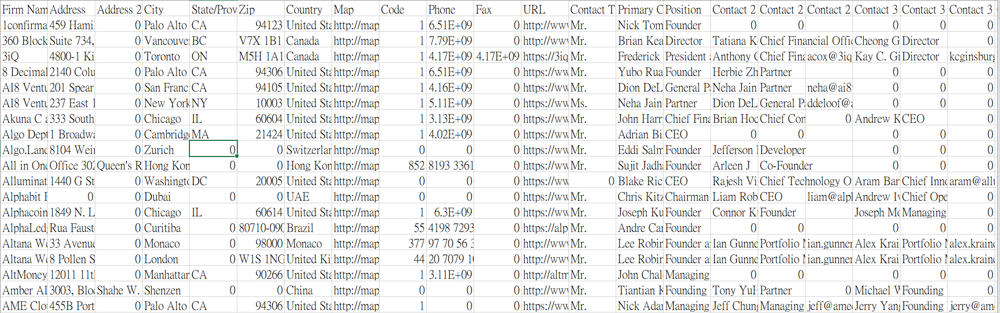 Firm Nam Address Address 2 City State/Prov Zip Country Map Code Phone Fax URL Contact T Primary C Position Contact 2 Contact 2 Contact 2 Contact 3 Contact 3 Contact 3
1confirma 459 Hami 0 Palo Alto CA 94123 United Sta http://map 1 6.51E+09 0 http://ww Mr. Nick Tom Founder 0 0 0 0 0
360 Block Suite 734, 0 Vancouve BC V7X 1B1 Canada http://map 1 7.79E+09 0 http://ww Mr. Brian Kea Director Tatiana K Chief Financial Offic Cheong G Director 0
3iQ 4800-1 Ki 0 Toronto ON M5H 1A1 Canada http://map 1 4.17E+09 4.17E+09 https://3iq Mr. Frederick President Anthony C Chief Fina acox@3iq Kay C. Gi Director kcginsburg
8 Decimal 2140 Colu 0 Palo Alto CA 94306 United Sta http://map 1 6.51E+09 0 https://ww Mr. Yubo Rua Founder Herbie Zh Partner 0 0 0
AI8 Ventu 201 Spear 0 San Franc CA 94105 United Sta http://map 1 4.16E+09 0 https://ww Mr. Dion DeL General P Neha Jain Partner neha@ai8 0 0 0
AI8 Ventu 237 East 1 0 New York NY 10003 United Sta http://map 1 5.11E+09 0 https://ww Ms. Neha Jain Partner Dion DeL General P ddeloof@a 0 0 0
Akuna C a 333 South 0 Chicago IL 60604 United Sta http://map 1 3.13E+09 0 https://ww Mr. John Harr Chief Fina Brian Hoc Chief Con 0 Andrew K CEO 0
Algo Dept 1 Broadwa 0 Cambridge MA 21424 United Sta http://map 1 4.02E+09 0 https://ww Mr. Adrian Bi CEO 0 0 0 0 0
Algo.Land 8104 Wein 0 Zurich 0 0 Switzerlan http://map 0 0 0 https://ww Mr. Eddi Salm Founder Jefferson Developer 0 0 0
All in One Office 302 Queen's R Hong Kon 0 0 Hong Kon http://map 852 8193 3361 0 https://ww Mr. Sujit Jadha Founder Arleen J Co-Founder 0 0 0
Alluminat 1440 G St 0 Washingto DC 20005 United Sta http://map 0 0 0 https://ww 0 Blake Ric CEO Rajesh Vi Chief Technology O Aram Bar Chief Inno aram@allu
Alphabit F 0 0 Dubai 0 0 UAE http://map 0 0 0 https://ww Mr. Chris Kitz Chairman Liam Rob CEO liam@alpl Andrew Iv Chief Ope 0
Alphacoin 1849 N. L 0 Chicago IL 60614 United Sta http://map 1 6.3E+09 0 https://ww Mr. Joseph Ku Founder Connor K Founder Joseph Mc Managing 0
AlphaLedg Rua Faust 0 Curitiba 0 80710-090 Brazil http://map 55 4198 7293 0 https://alp Mr. Andre Car Founder 0 0 0 0 0
Altana We 33 Avenue 0 Monaco 0 98000 Monaco http://map 377 97 70 56 3 0 http://ww Mr. Lee Robin Founder a Ian Gunne Portfolio M ian.gunner Alex Krai Portfolio M alex.kraind
Altana We 8 Pollen S 0 London 0 W1S 1NG United Ki http://map 44 20 7079 10 0 http://ww Mr. Lee Robin Founder a Ian Gunne Portfolio M ian.gunner Alex Krai Portfolio M alex.kraind
AltMoney 12011 11t 0 Manhattan CA 90266 United Sta http://map 1 3.11E+09 0 http://altm Mr. John Chal Managing 0 0 0 0 0
Amber AI 3003, Bloc Shahe W. Shenzen 0 0 China http://map 0 0 0 http://ww Mr. Tiantian K Founding Tony YuH Partner 0 Michael W Founding 0
AME Clo 455B Port 0 Palo Alto CA 94306 United Sta http://map 1 0 0 https://ww Mr. Nick Adar Managing Jeff Chung Managing jeff@ame Jerry Yang Founding jerry@am